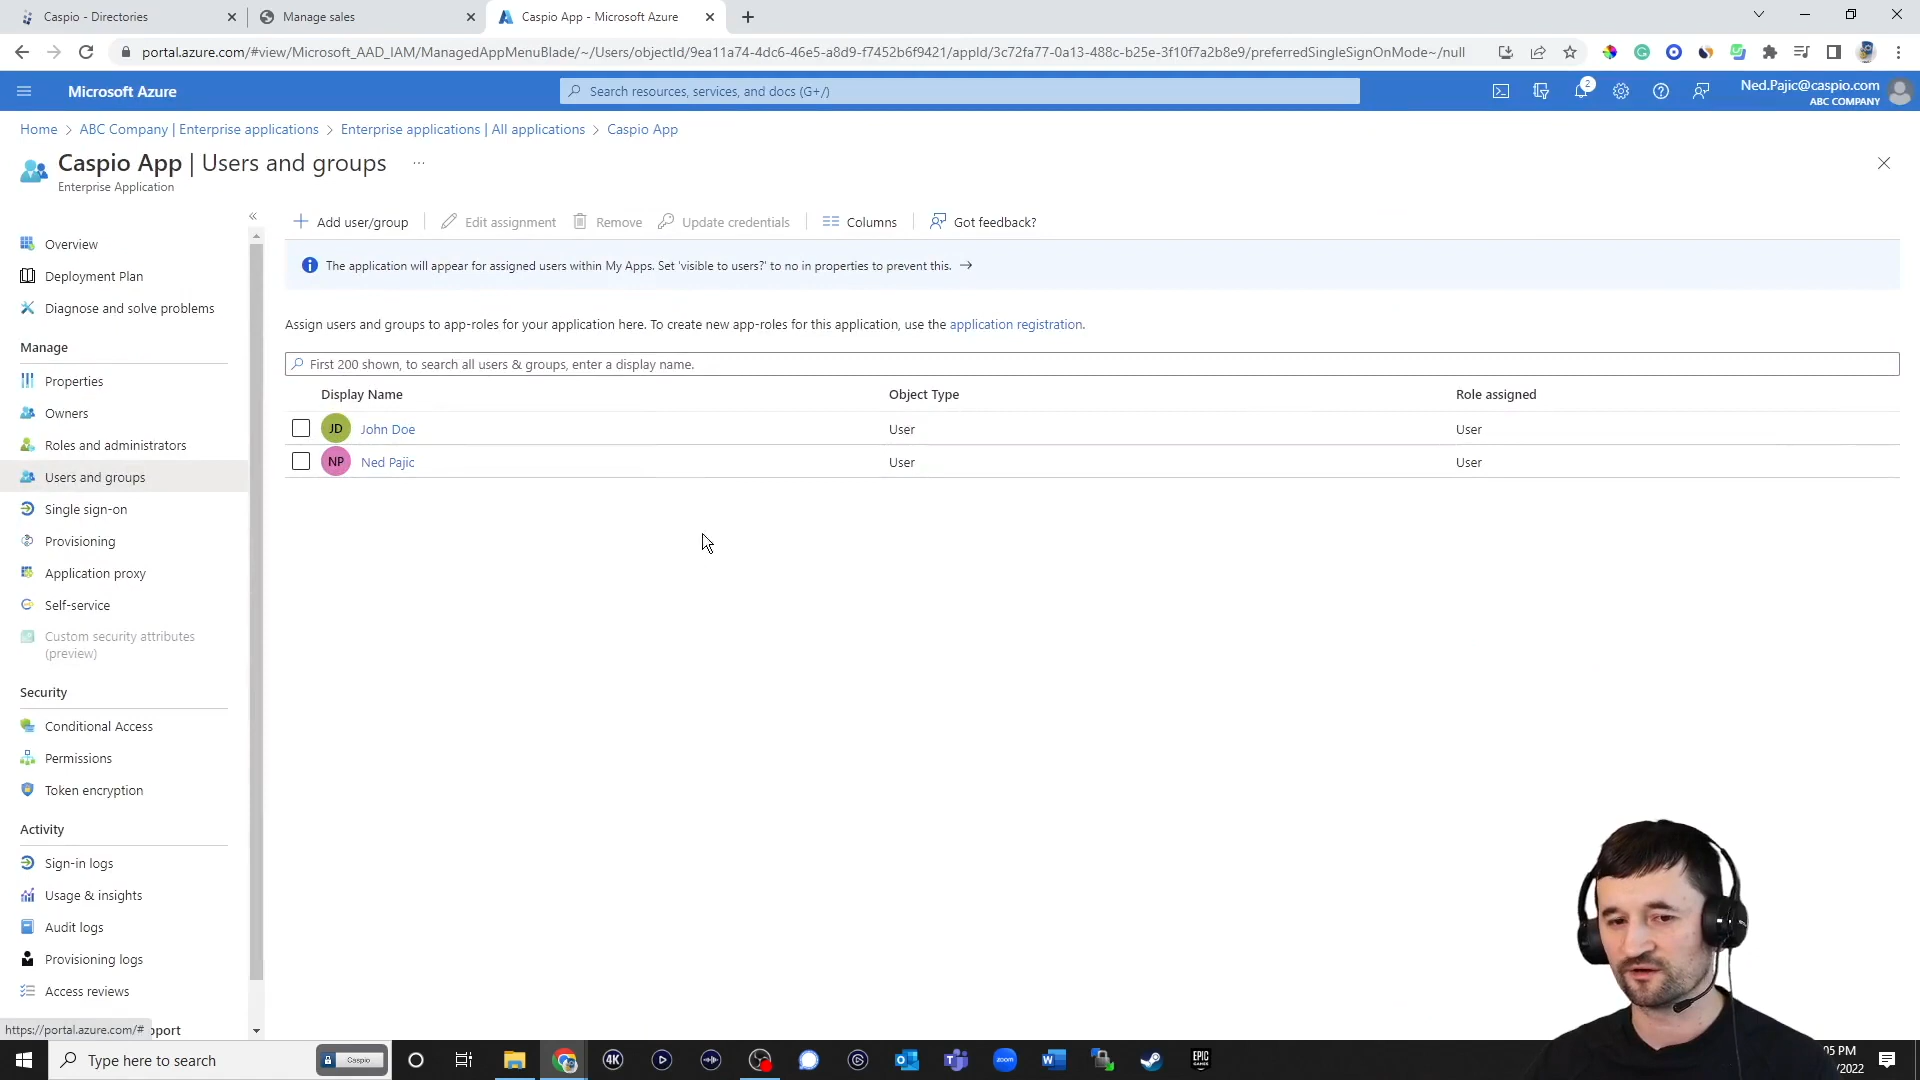 Caspio - Directories
Manage sales
Caspio App - Microsoft Azure
portal.azure.com/#view/Microsoft_AAD_IAM/ManagedAppMenuBlade/~/Users/objectId/9ea11a74-4dc6-46e5-a8d9-f7452b6f9421/appId/3c72fa77-0a13-488c-b25e-3f10f7a2b8e9/preferredSingleSignOnMode~/null
Microsoft Azure
Search resources, services, and docs (G+/)
2
Ned.Pajic@caspio.com
ABC COMPANY
Home > ABC Company | Enterprise applications > Enterprise applications | All applications > Caspio App
Caspio App | Users and groups ...
Enterprise Application
Overview
Deployment Plan
Diagnose and solve problems
Manage
Properties
Owners
Roles and administrators
Users and groups
Single sign-on
Provisioning
Application proxy
Self-service
Custom security attributes
(preview)
Security
Conditional Access
Permissions
Token encryption
Activity
Sign-in logs
Usage & insights
Audit logs
Provisioning logs
Access reviews
https://portal.azure.com/# pport
Add user/group
Edit assignment
Remove
Update credentials
Columns
Got feedback?
The application will appear for assigned users within My Apps. Set 'visible to users?' to no in properties to prevent this. →
Assign users and groups to app-roles for your application here. To create new app-roles for this application, use the application registration.
First 200 shown, to search all users & groups, enter a display name.
Display Name Object Type Role assigned
JD John Doe User User
NP Ned Pajic User User
Type here to search
Caspio
4K
zoom
EPIC
GAMES
05 PM
/2022